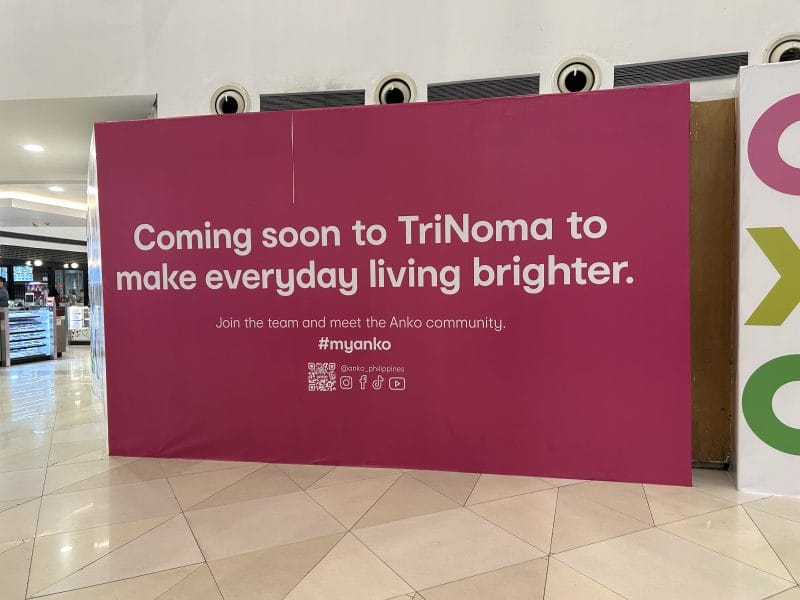 Coming soon to TriNoma to
make everyday living brighter.
Join the team and meet the Anko community.
#myanko
@anko_philippines